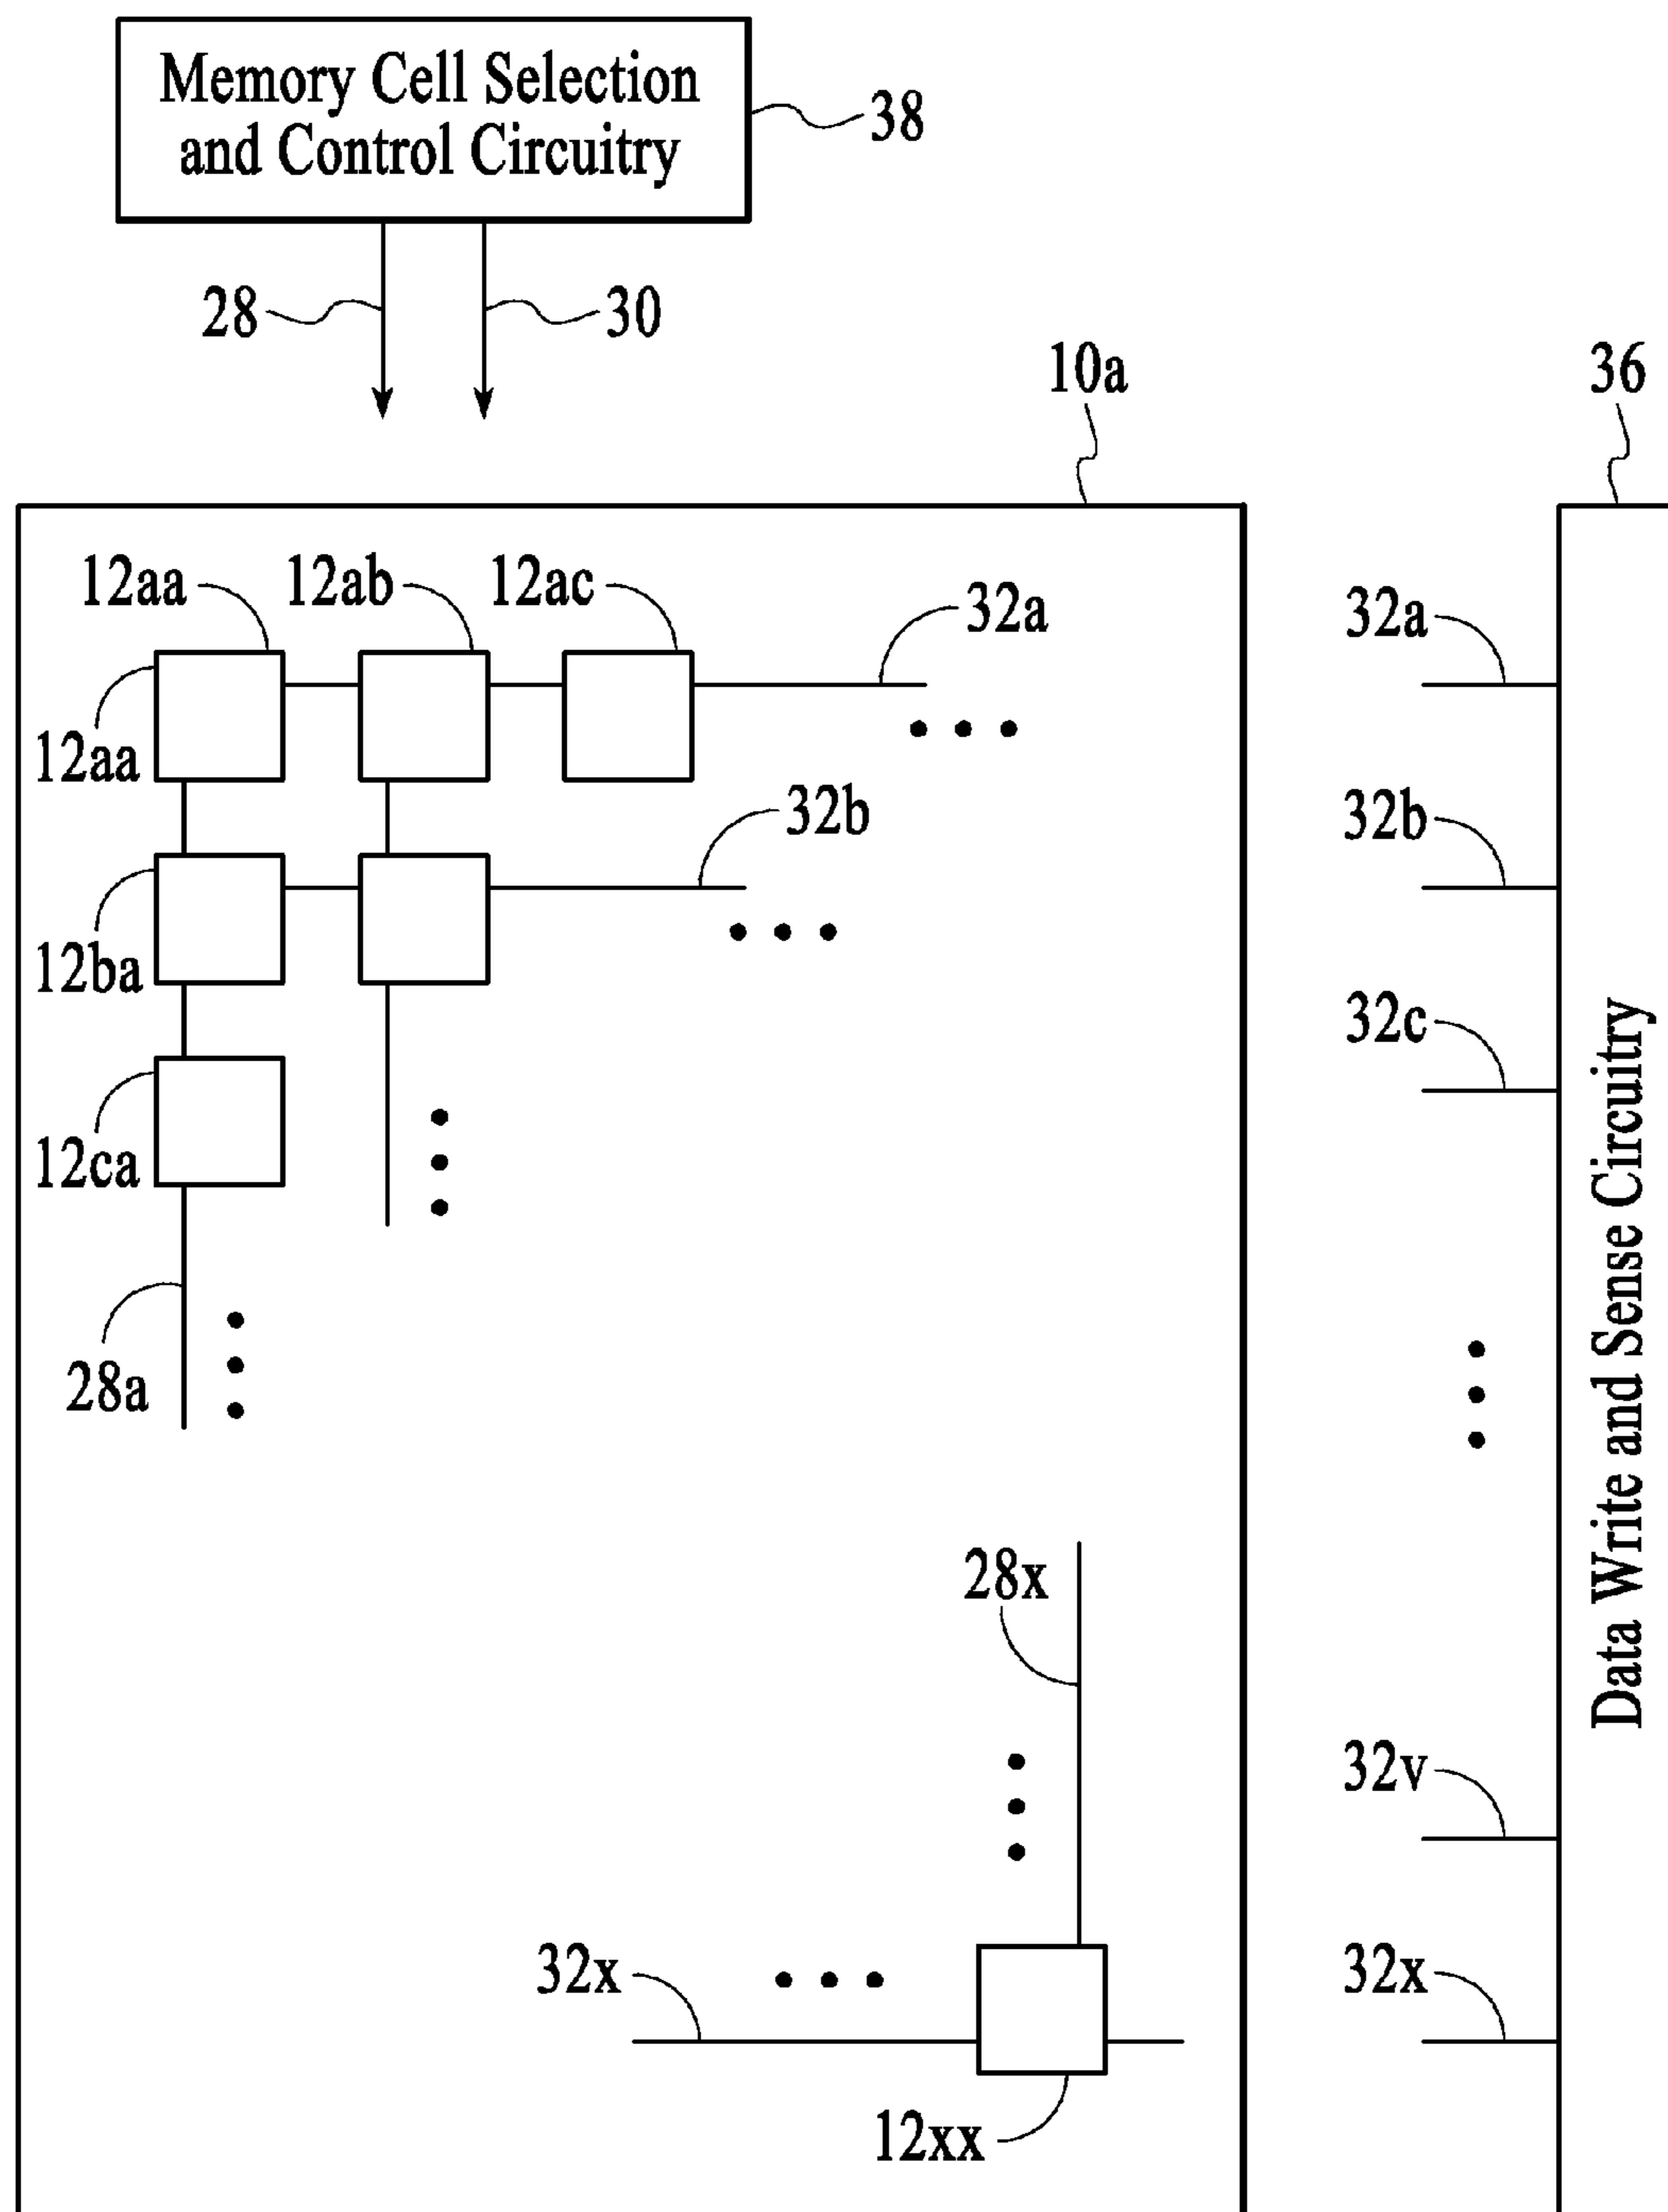 Memory Cell Selection
and Control Circuitry
38
28
30
10a
36
12aa
12ab
12ac
32a
32a
12aa
32b
32b
12ba
32c
12ca
28a
Data Write and Sense Circuitry
28x
32v
32x
32x
12xx